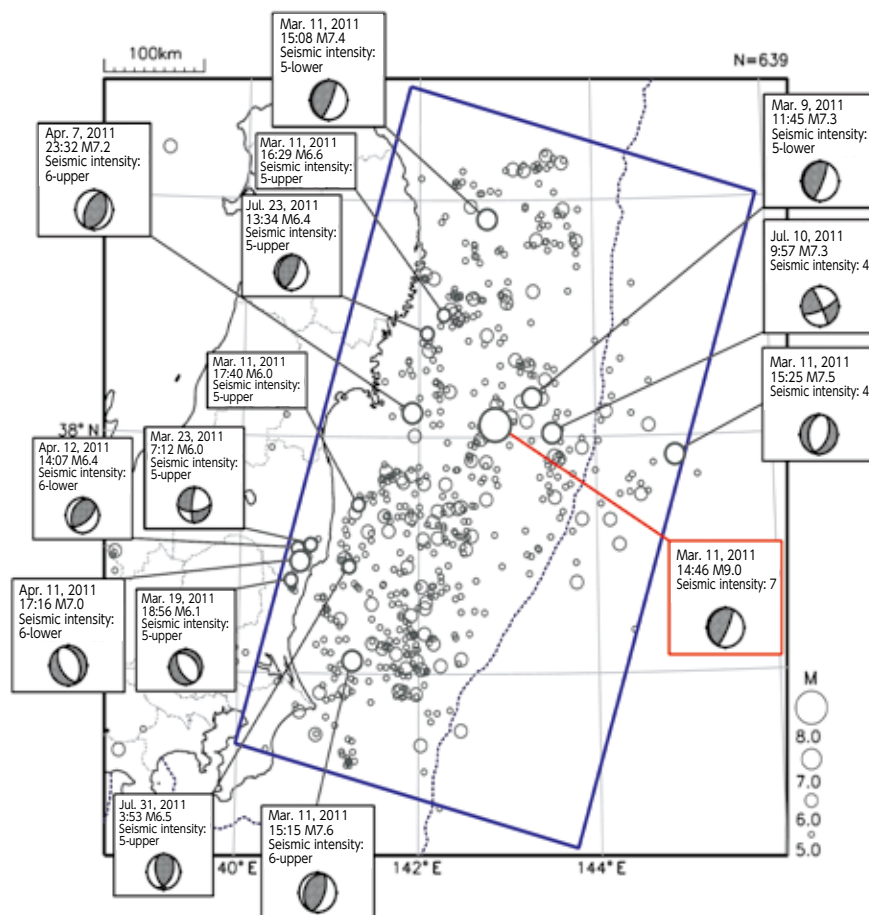 Mar. 11, 2011
15:08 M7.4
Seismic intensity:
5-lower
100km
N=639
Mar. 9, 2011
11:45 M7.3
Seismic intensity:
5-lower
Apr. 7, 2011
23:32 M7.2
Seismic intensity:
6-upper
Mar. 11, 2011
16:29 M6.6
Seismic intensity:
5-upper
Jul. 23, 2011
13:34 M6.4
Seismic intensity:
5-upper
Jul. 10, 2011
9:57 M7.3
Seismic intensity: 4
Mar. 11, 2011
17:40 M6.0
Seismic intensity:
5-upper
Mar. 11, 2011
15:25 M7.5
Seismic intensity: 4
38°N
Apr. 12, 2011
14:07 M6.4
Seismic intensity:
6-lower
Mar. 23, 2011
7:12 M6.0
Seismic intensity:
5-upper
Mar. 11, 2011
14:46 M9.0
Seismic intensity: 7
Apr. 11, 2011
17:16 M7.0
Seismic intensity:
6-lower
Mar. 19, 2011
18:56 M6.1
Seismic intensity:
5-upper
M
8.0
7.0
6.0
5.0
Jul. 31, 2011
3:53 M6.5
Seismic intensity:
5-upper
Mar. 11, 2011
15:15 M7.6
Seismic intensity:
6-upper
40°E
142°E
144°E